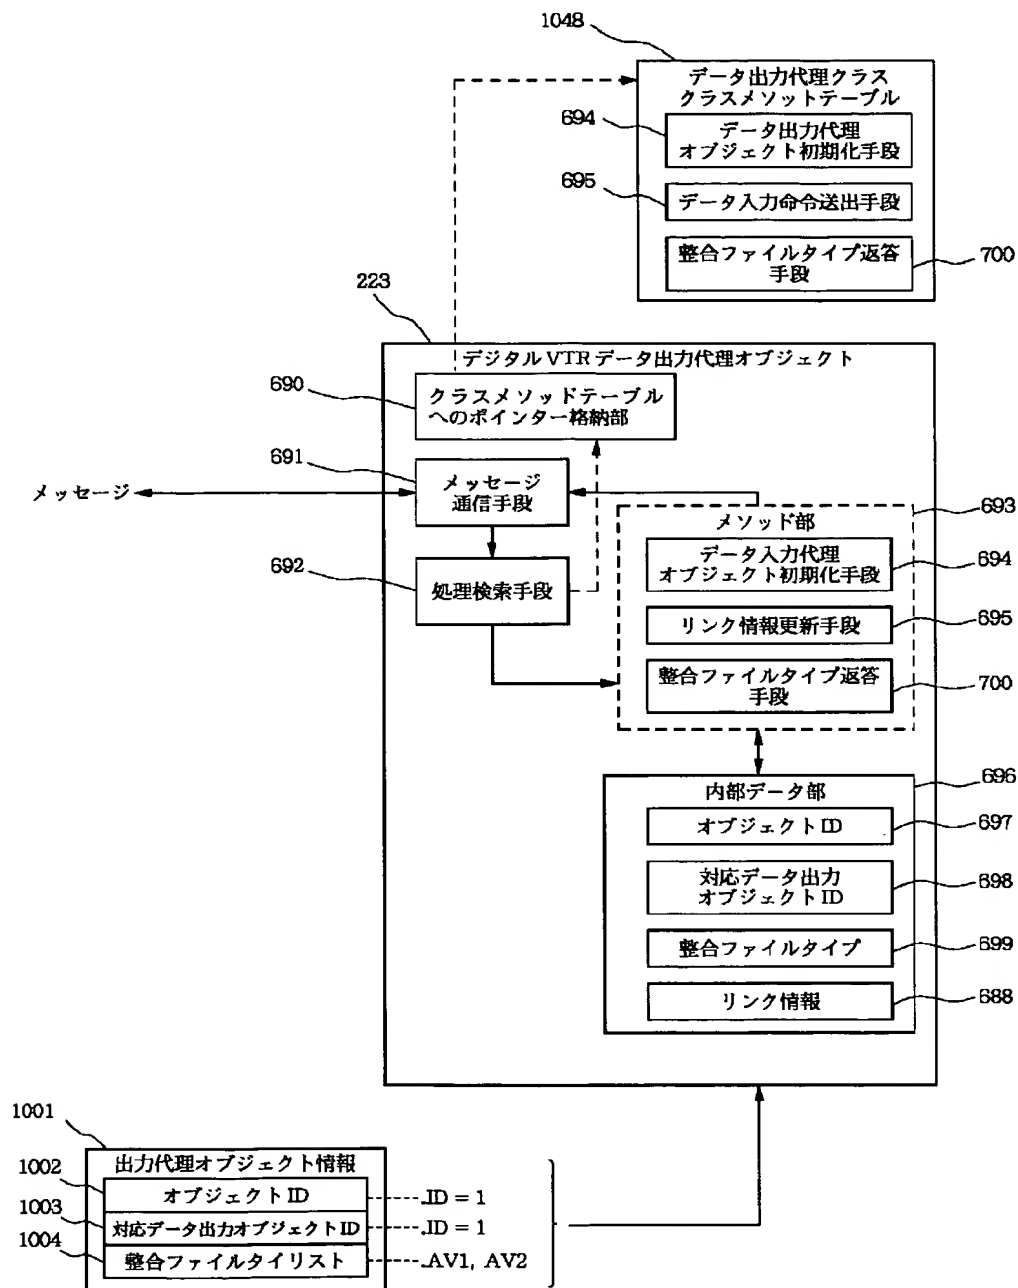 1048
データ出力代理クラス
クラスメソットテーブル
694
データ出力代理
オブジェクト初期化手段
695
データ入力命令送出手段
整合ファイルタイプ返答
手段
700
223
デジタルVTRデータ出力代理オブジェクト
690
クラスメソッドテーブル
へのポインター格納部
691
メッセージ
メッセージ
通信手段
693
メソッド部
692
処理検索手段
データ入力代理
オブジェクト初期化手段
694
リンク情報更新手段
695
整合ファイルタイプ返答
手段
700
696
内部データ部
オブジェクトID
697
対応データ出力
オブジェクトID
698
整合ファイルタイプ
699
リンク情報
688
1001
出力代理オブジェクト情報
1002
オブジェクトID
ID = 1
1003
対応データ出力オブジェクトID
ID = 1
1004
整合ファイルタイリスト
AV1, AV2